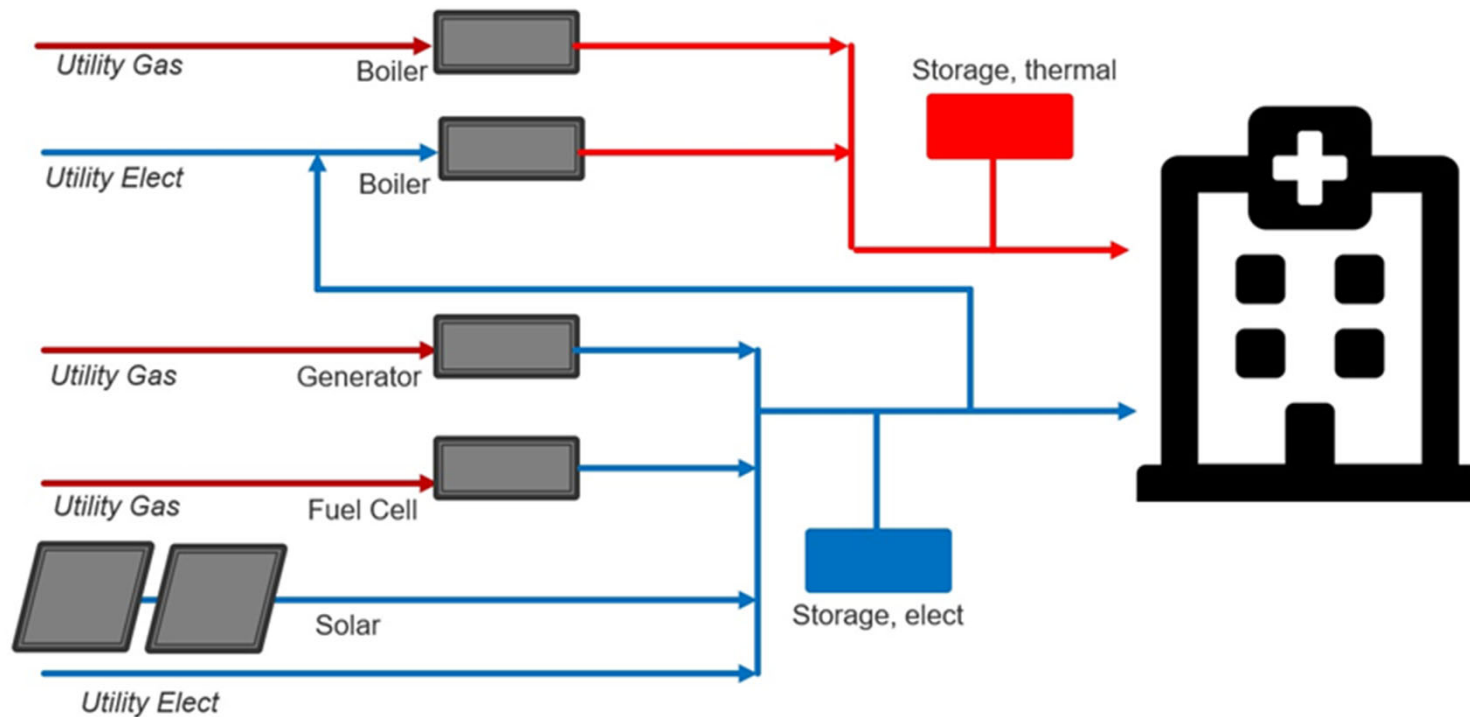 Utility Gas
Boiler
Storage, thermal
Utility Elect
Boiler
Utility Gas
Generator
Utility Gas
Fuel Cell
Solar
Storage, elect
Utility Elect